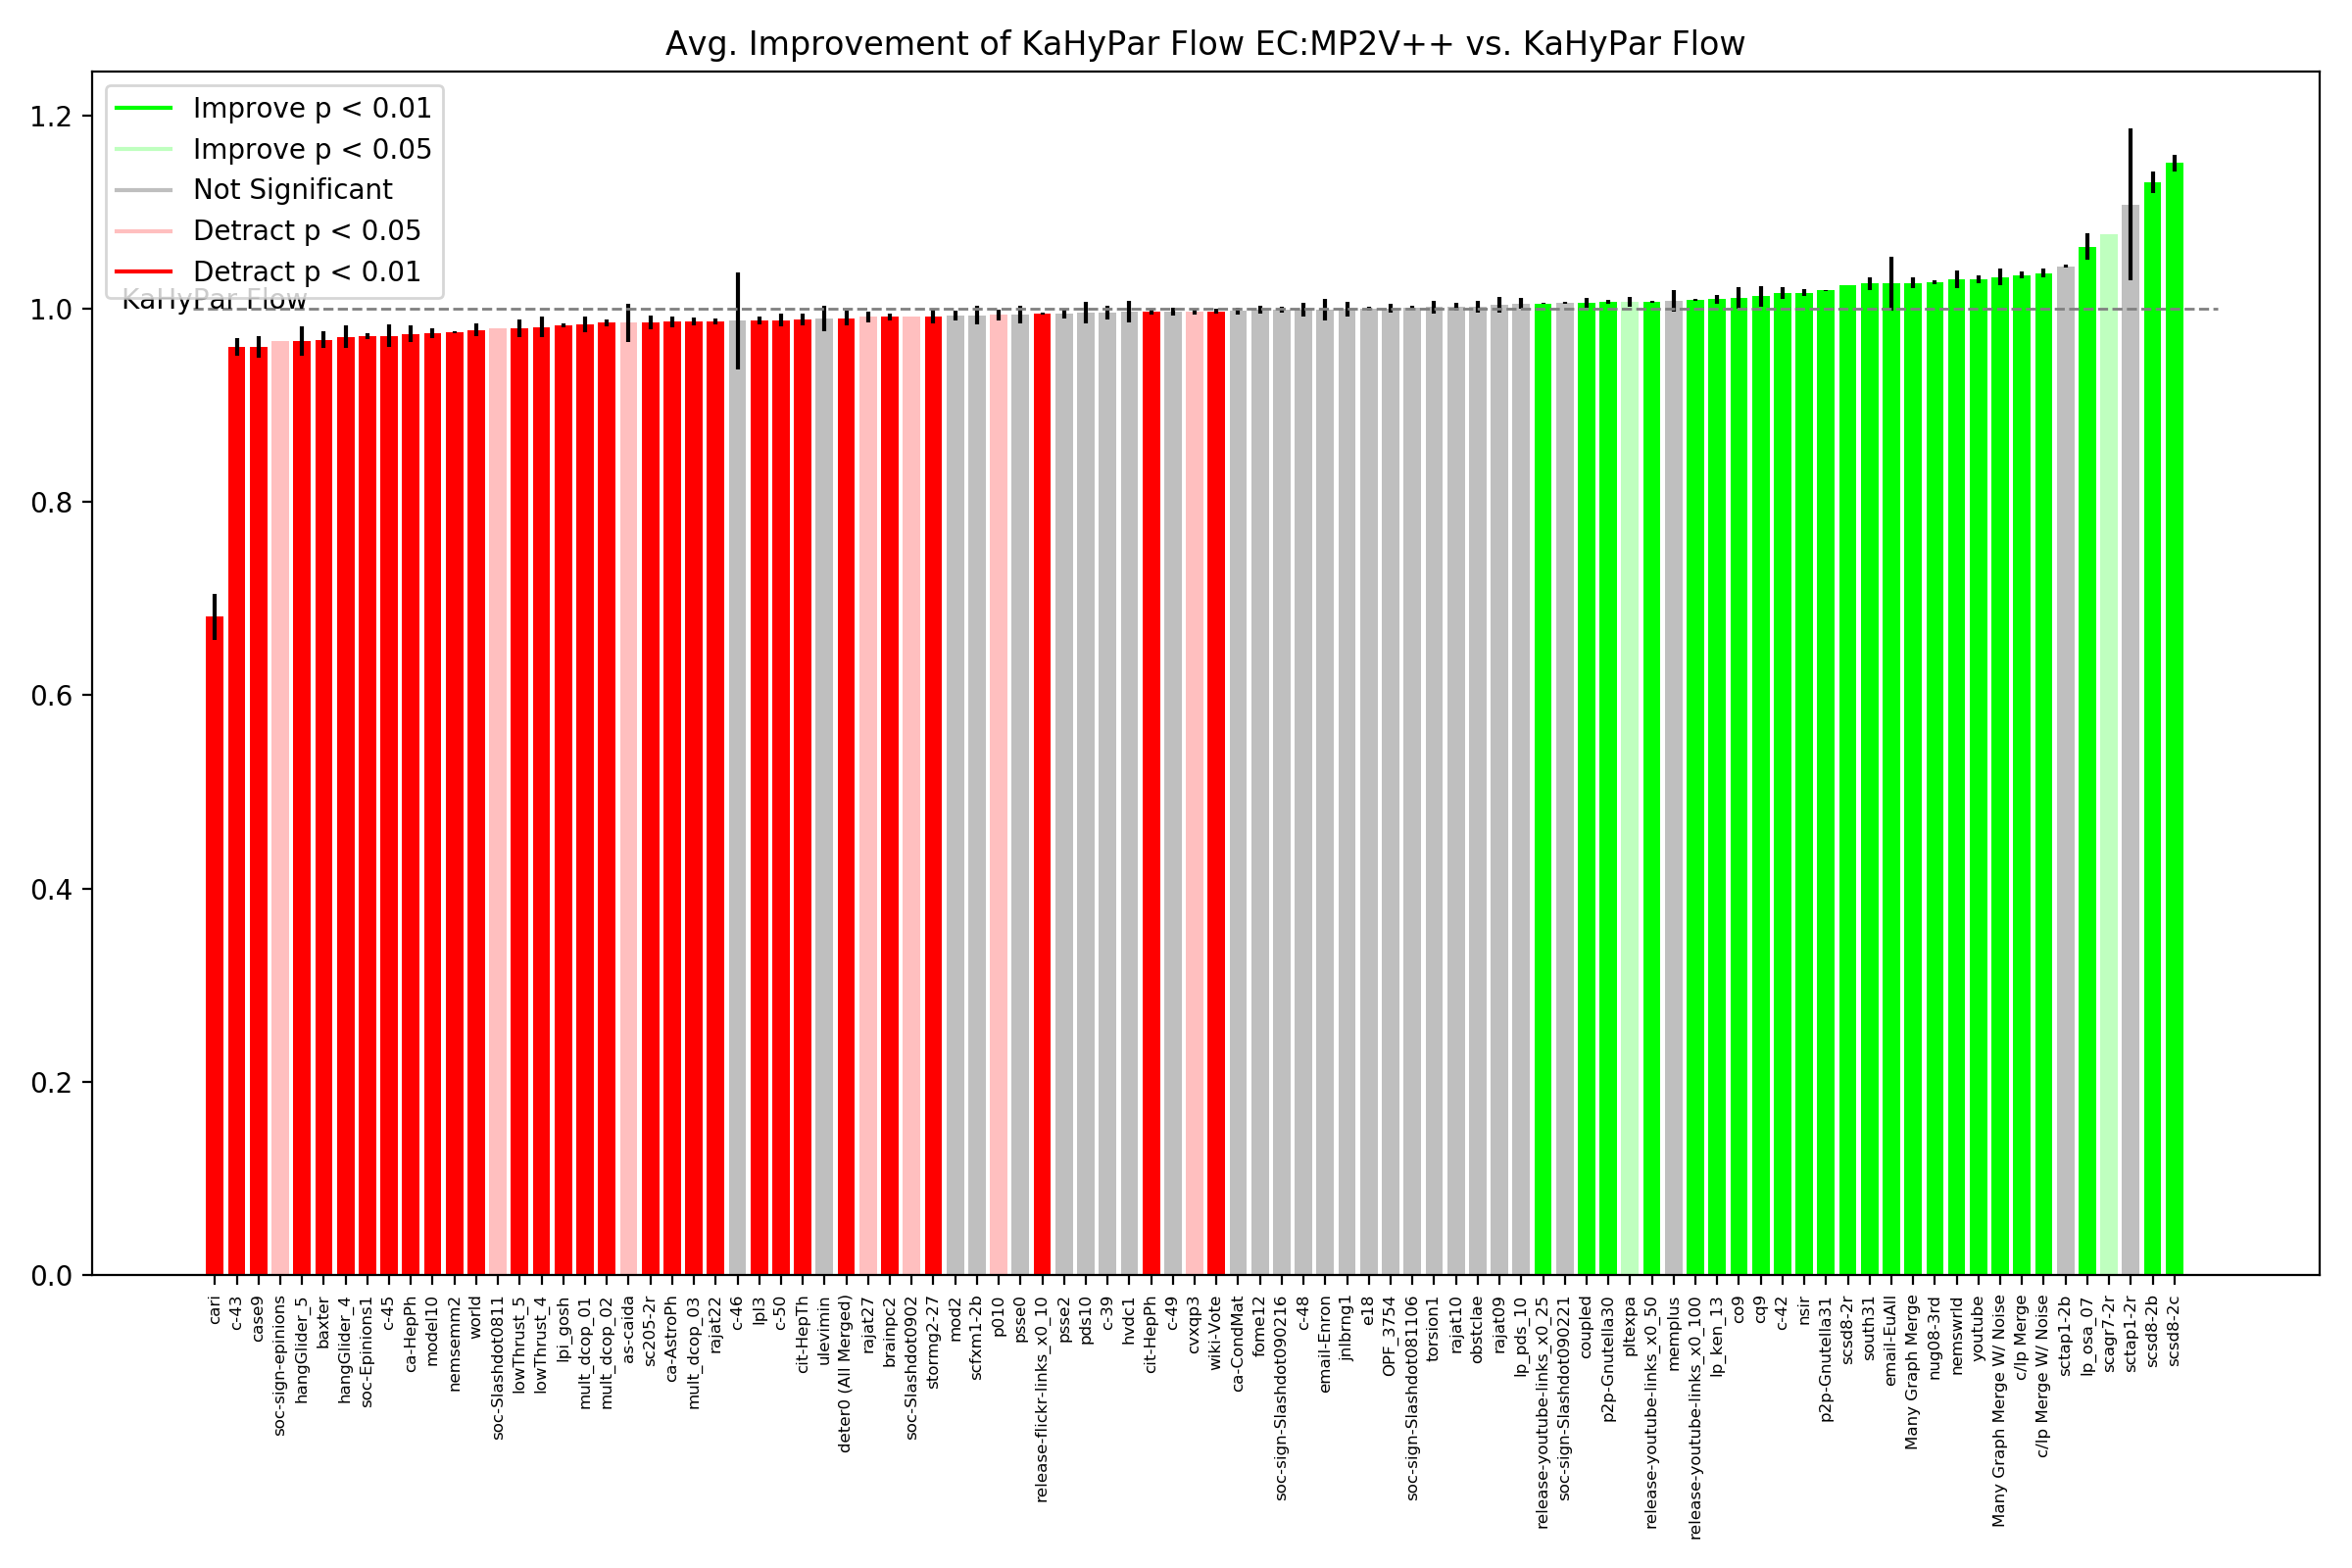 Avg. Improvement of KaHyPar Flow EC:MP2V++ vs. KaHyPar Flow
Improve p < 0.01
Improve p < 0.05
Not Significant
Detract p < 0.05
Detract p < 0.01
KaHyPar Flow
1.2
1.0
0.8
0.6
0.4
0.2
0.0
cari
c-43
case9
soc-sign-epinions
hangGlider_5
baxter
hangGlider_4
soc-Epinions1
c-45
ca-HepPh
model10
nemsemm2
world
soc-Slashdot0811
lowThrust_5
lowThrust_4
lpi_gosh
mult_dcop_01
mult_dcop_02
as-caida
sc205-2r
ca-AstroPh
mult_dcop_03
rajat22
c-46
lpl3
c-50
cit-HepTh
ulevimin
deter0 (All Merged)
rajat27
brainpc2
soc-Slashdot0902
stormg2-27
mod2
scfxm1-2b
p010
psse0
release-flickr-links_x0_10
psse2
pds10
c-39
hvdc1
cit-HepPh
c-49
cvxqp3
wiki-Vote
ca-CondMat
fome12
soc-sign-Slashdot090216
c-48
email-Enron
jnlbrng1
e18
OPF_3754
soc-sign-Slashdot081106
torsion1
rajat10
obstclae
rajat09
lp_pds_10
release-youtube-links_x0_25
soc-sign-Slashdot090221
coupled
p2p-Gnutella30
pltexpa
release-youtube-links_x0_50
memplus
release-youtube-links_x0_100
lp_ken_13
co9
cq9
c-42
nsir
p2p-Gnutella31
scsd8-2r
south31
email-EuAll
Many Graph Merge
nug08-3rd
nemswrld
youtube
Many Graph Merge W/ Noise
c/lp Merge
c/lp Merge W/ Noise
sctap1-2b
lp_osa_07
scagr7-2r
sctap1-2r
scsd8-2b
scsd8-2c